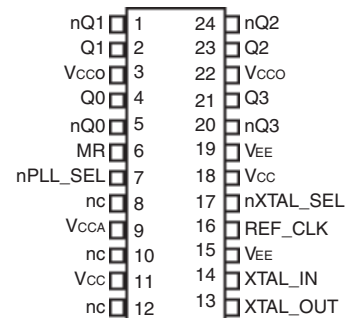 nQ1 1 24 nQ2
Q1 2 23 Q2
VCCO 3 22 VCCO
Q0 4 21 Q3
nQ0 5 20 nQ3
MR 6 19 VEE
nPLL_SEL 7 18 VCC
nc 8 17 nXTAL_SEL
VCCA 9 16 REF_CLK
nc 10 15 VEE
VCC 11 14 XTAL_IN
nc 12 13 XTAL_OUT